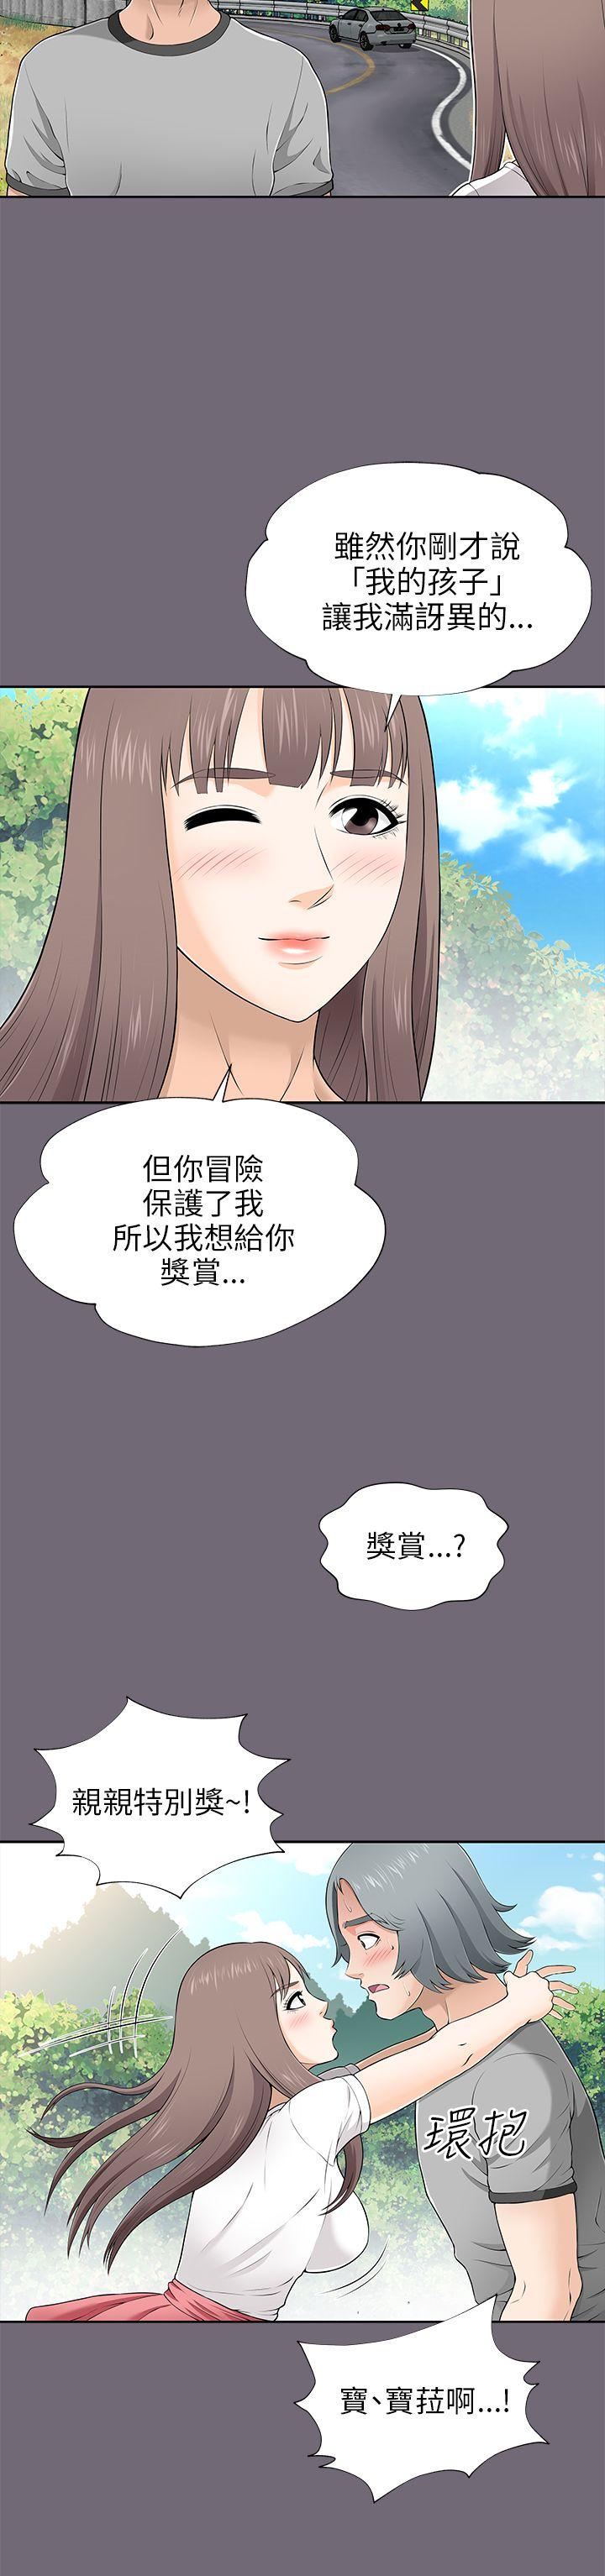 雖然你剛才說
「我的孩子」
讓我滿訝異的...
但你冒險
保護了我
所以我想給你
獎賞...
獎賞...?
親親特別獎~!
環抱
寶、寶菈啊...!